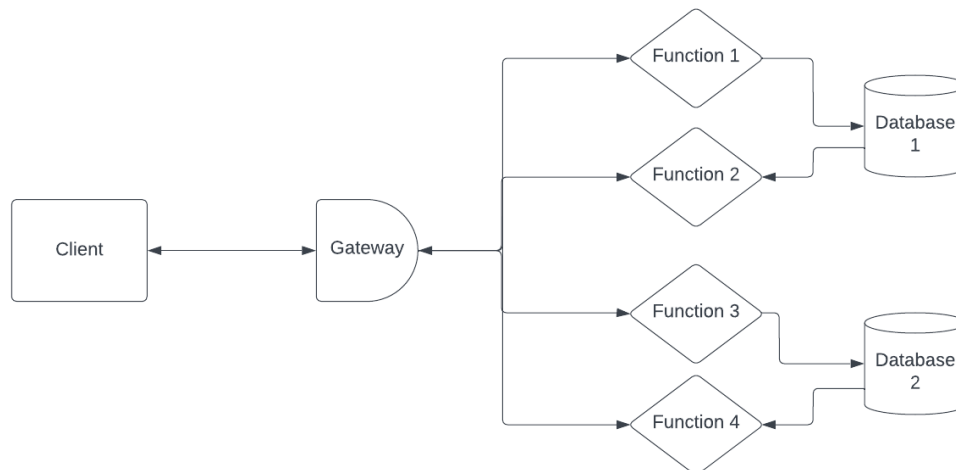 Function 1
Database
1
Function 2
Client
Gateway
Function 3
Database
2
Function 4